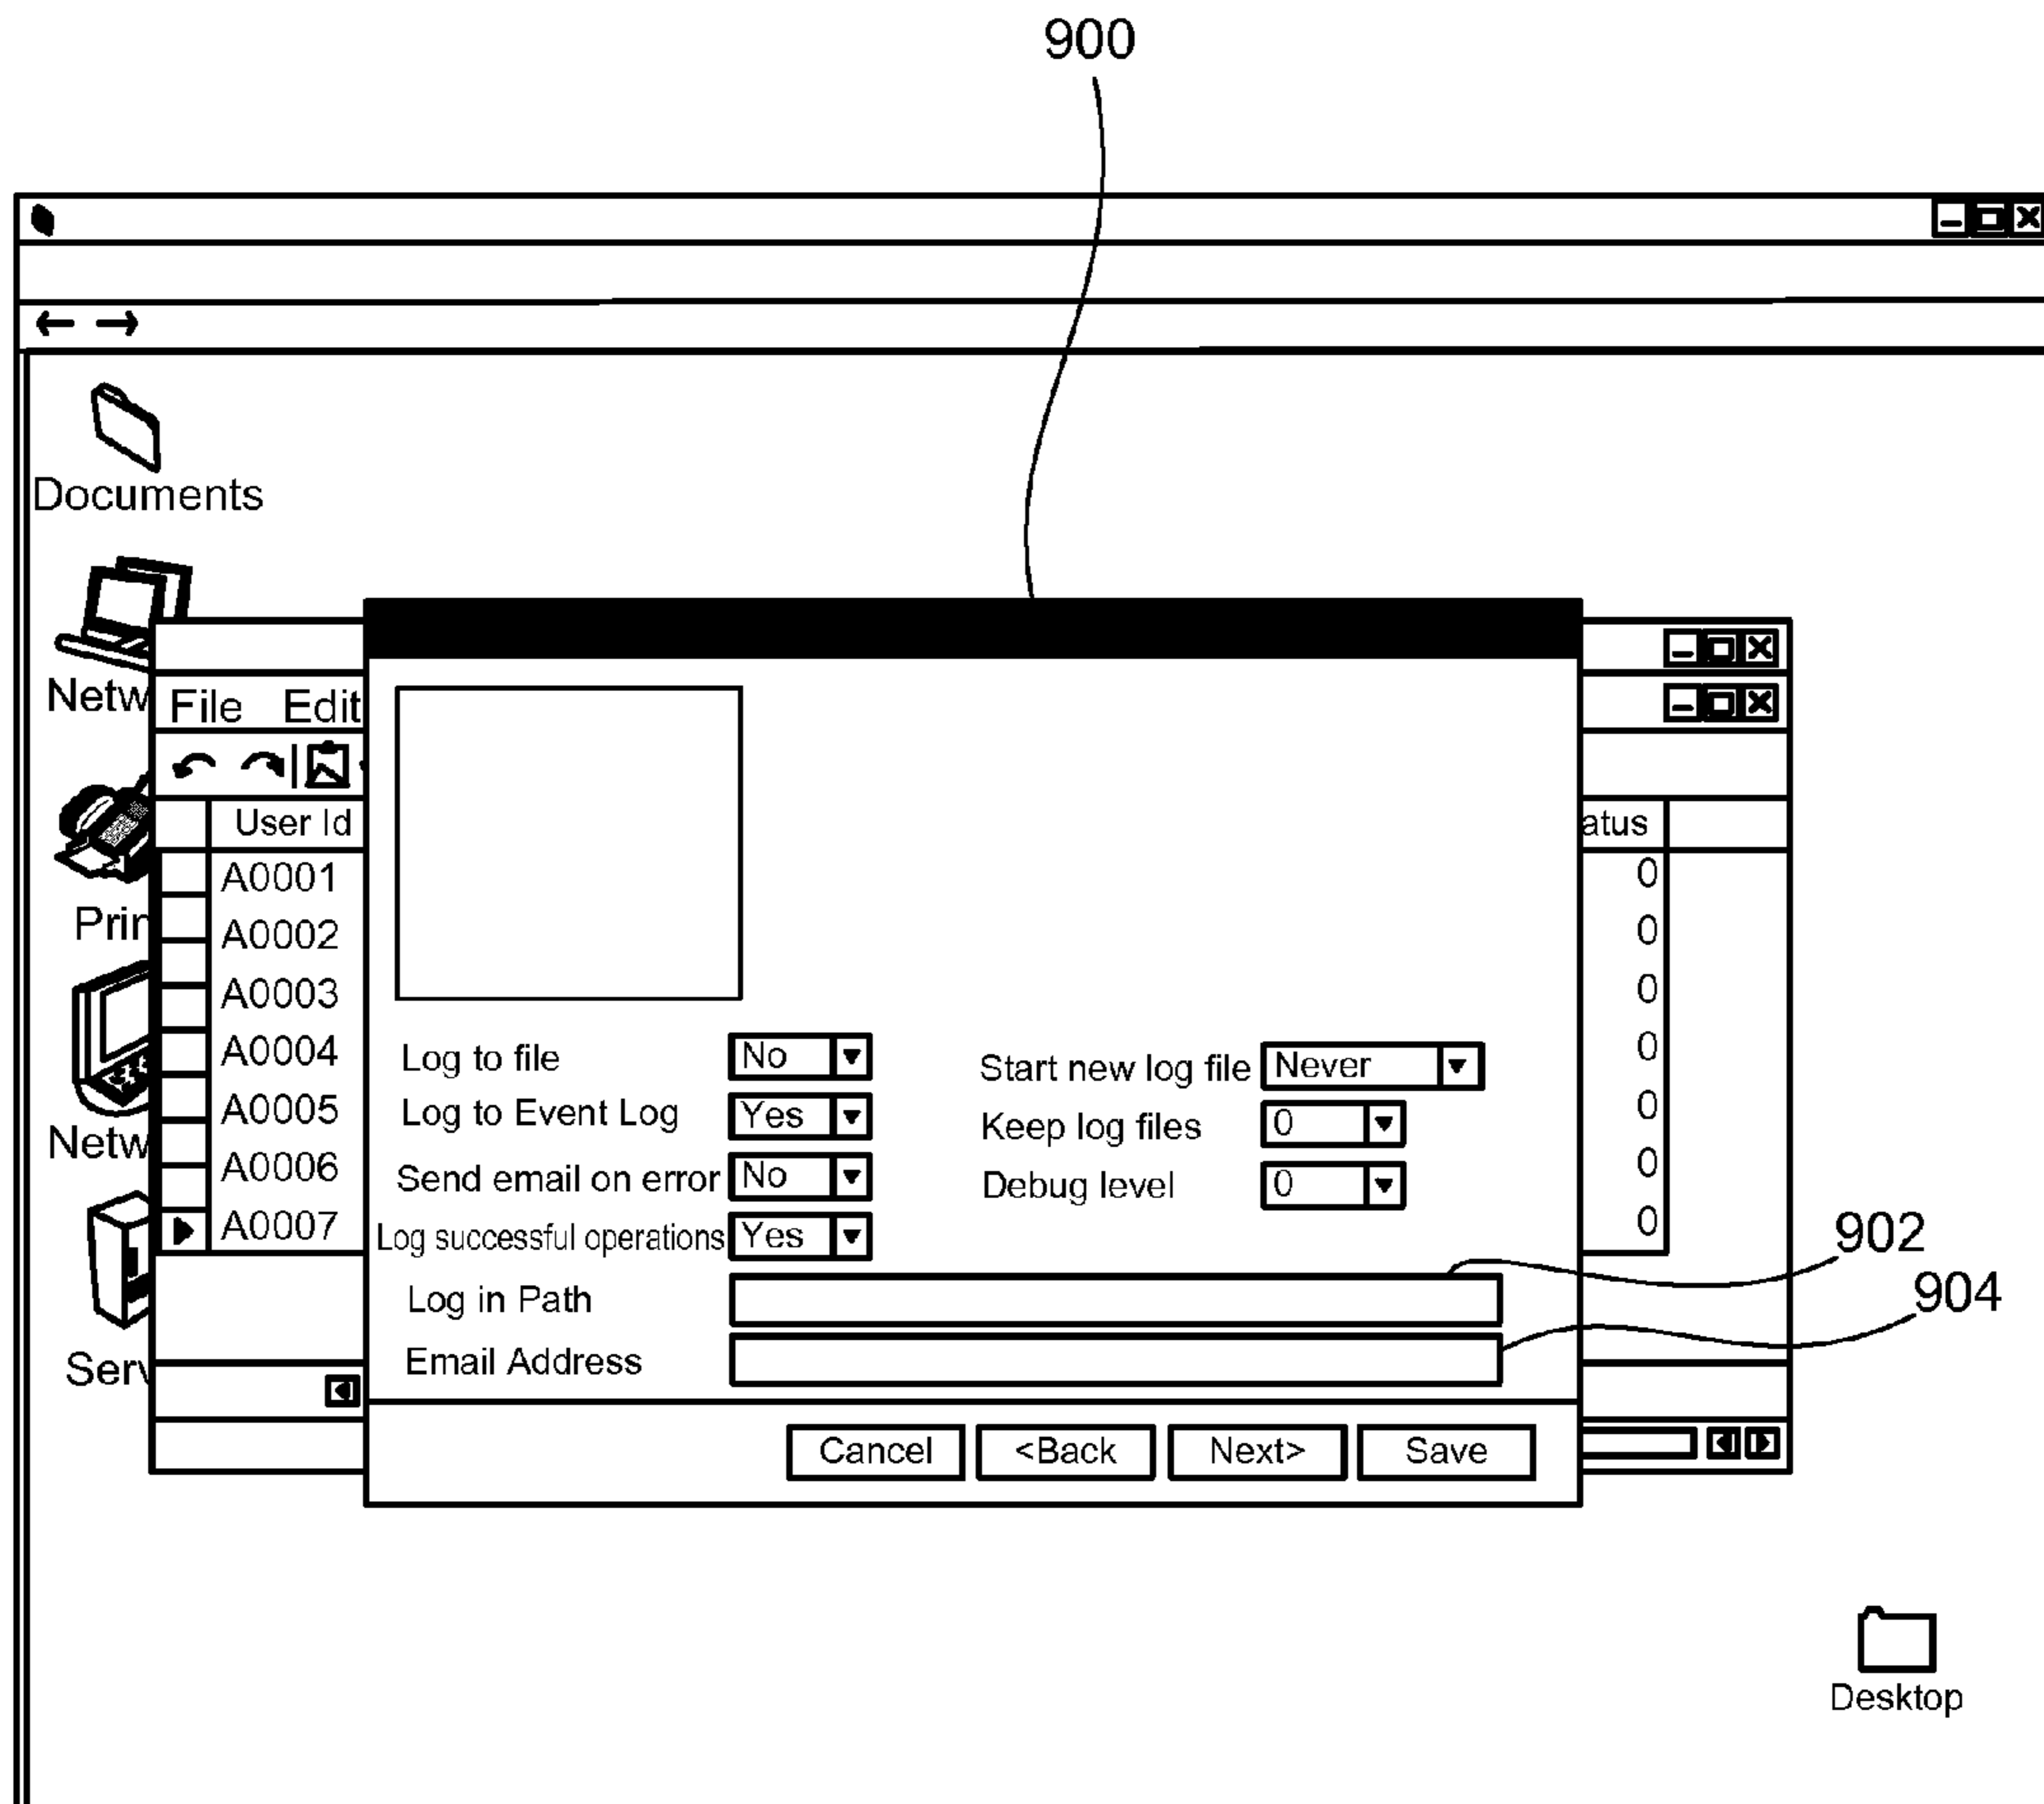 900
Documents
Netw
File Edit
User Id
atus
A0001 0
A0002 0
Prin
A0003 0
A0004 0
A0005 0
Netw
A0006 0
A0007 0
Serv
Log to file No
Log to Event Log Yes
Send email on error No
Log successful operations Yes
Start new log file Never
Keep log files 0
Debug level 0
Log in Path
Email Address
902
904
Cancel <Back Next> Save
Desktop